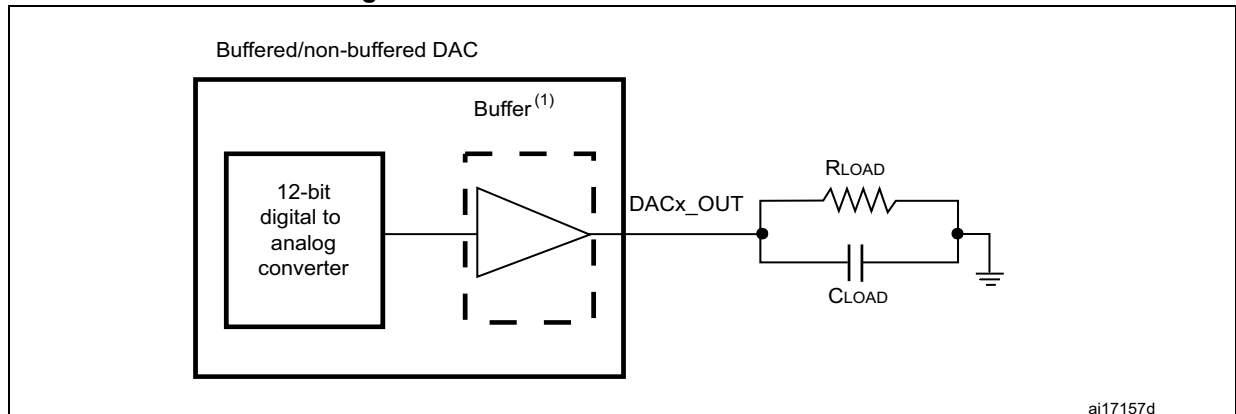 Buffered/non-buffered DAC
Buffer(1)
12-bit
digital to
analog
converter
DACx_OUT
RLOAD
CLOAD
ai17157d